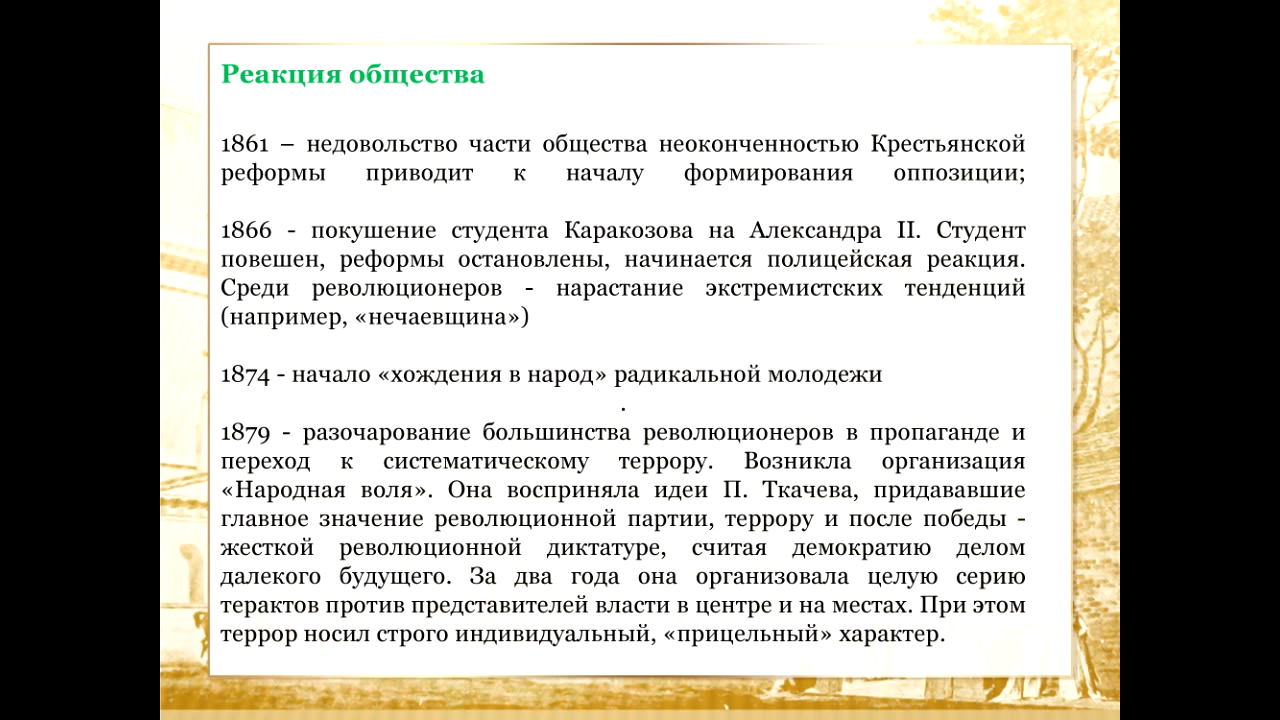 Реакция общества
1861 – недовольство части общества неоконченностью Крестьянской
реформы приводит к началу формирования оппозиции;
1866 - покушение студента Каракозова на Александра II. Студент
повешен, реформы остановлены, начинается полицейская реакция.
Среди революционеров - нарастание экстремистских тенденций
(например, «нечаевщина»)
1874 - начало «хождения в народ» радикальной молодежи
.
1879 - разочарование большинства революционеров в пропаганде и
переход к систематическому террору. Возникла организация
«Народная воля». Она восприняла идеи П. Ткачева, придававшие
главное значение революционной партии, террору и после победы -
жесткой революционной диктатуре, считая демократию делом
далекого будущего. За два года она организовала целую серию
терактов против представителей власти в центре и на местах. При этом
террор носил строго индивидуальный, «прицельный» характер.